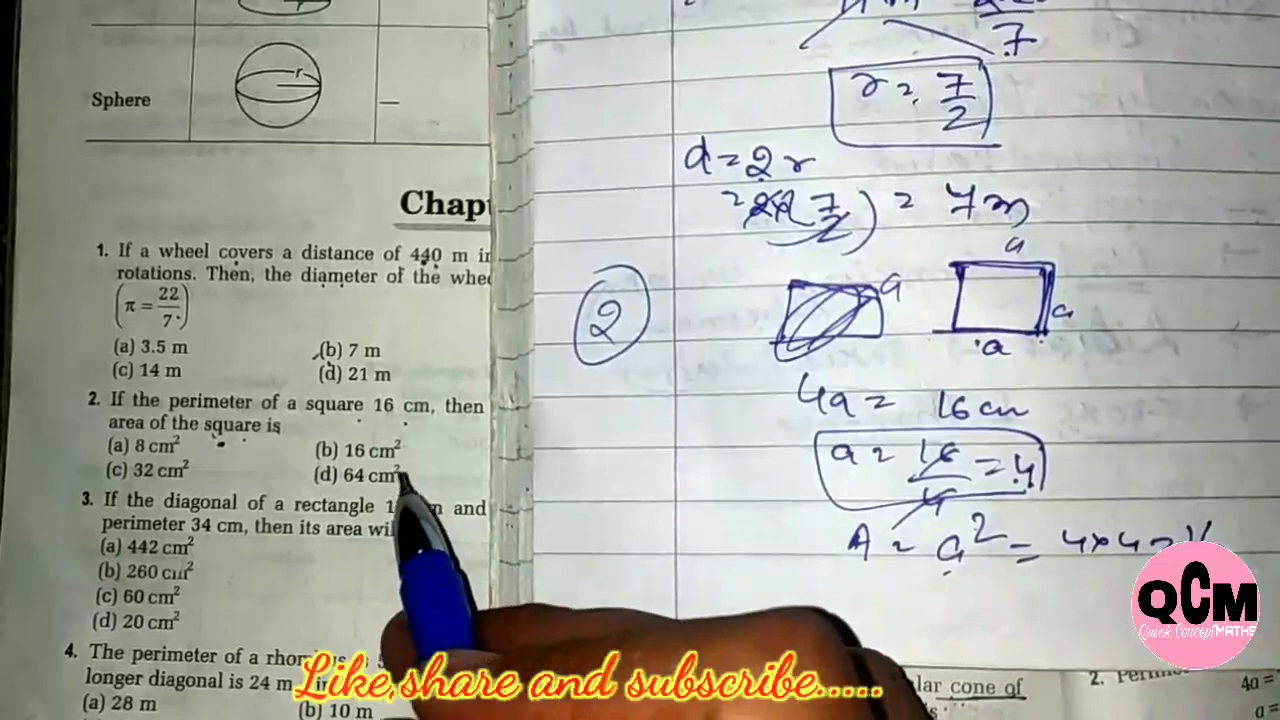 Sphere
r
Chap
1. If a wheel covers a distance of 440 m in
rotations. Then, the diameter of the whee
(π = 22/7)
(a) 3.5 m (b) 7 m
(c) 14 m (d) 21 m
2. If the perimeter of a square 16 cm, then
area of the square is
(a) 8 cm² (b) 16 cm²
(c) 32 cm² (d) 64 cm²
3. If the diagonal of a rectangle 1 m and
perimeter 34 cm, then its area wil
(a) 442 cm²
(b) 260 cm²
(c) 60 cm²
(d) 20 cm²
4. The perimeter of a rho
longer diagonal is 24 m
(a) 28 m (b) 10 m
7
r = 7/2
d = 2r
= 7m
2
a
a
a
a
4a = 16 cm
a = 16/4 = 4
A = a² = 4×4 =
QCM
Quick Concept MATHS
Like,share and subscribe.....
lar cone of
2. Perim
4a =
a =